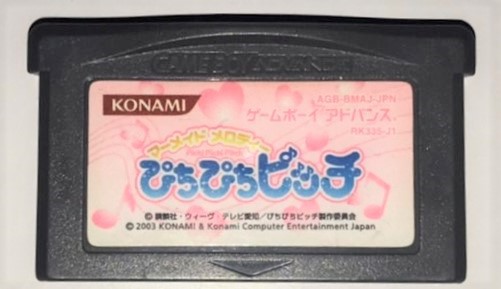 GAME BOY ADVANCE
KONAMI
AGB-BMAJ-JPN
ゲームボーイ アドバンス
RK325-J1
マーメイド メロディー
ぴちぴちピッチ
© 講談社・ウィーヴ テレビ愛知/ぴちぴちピッチ製作委員会
© 2003 KONAMI & Konami Computer Entertainment Japan